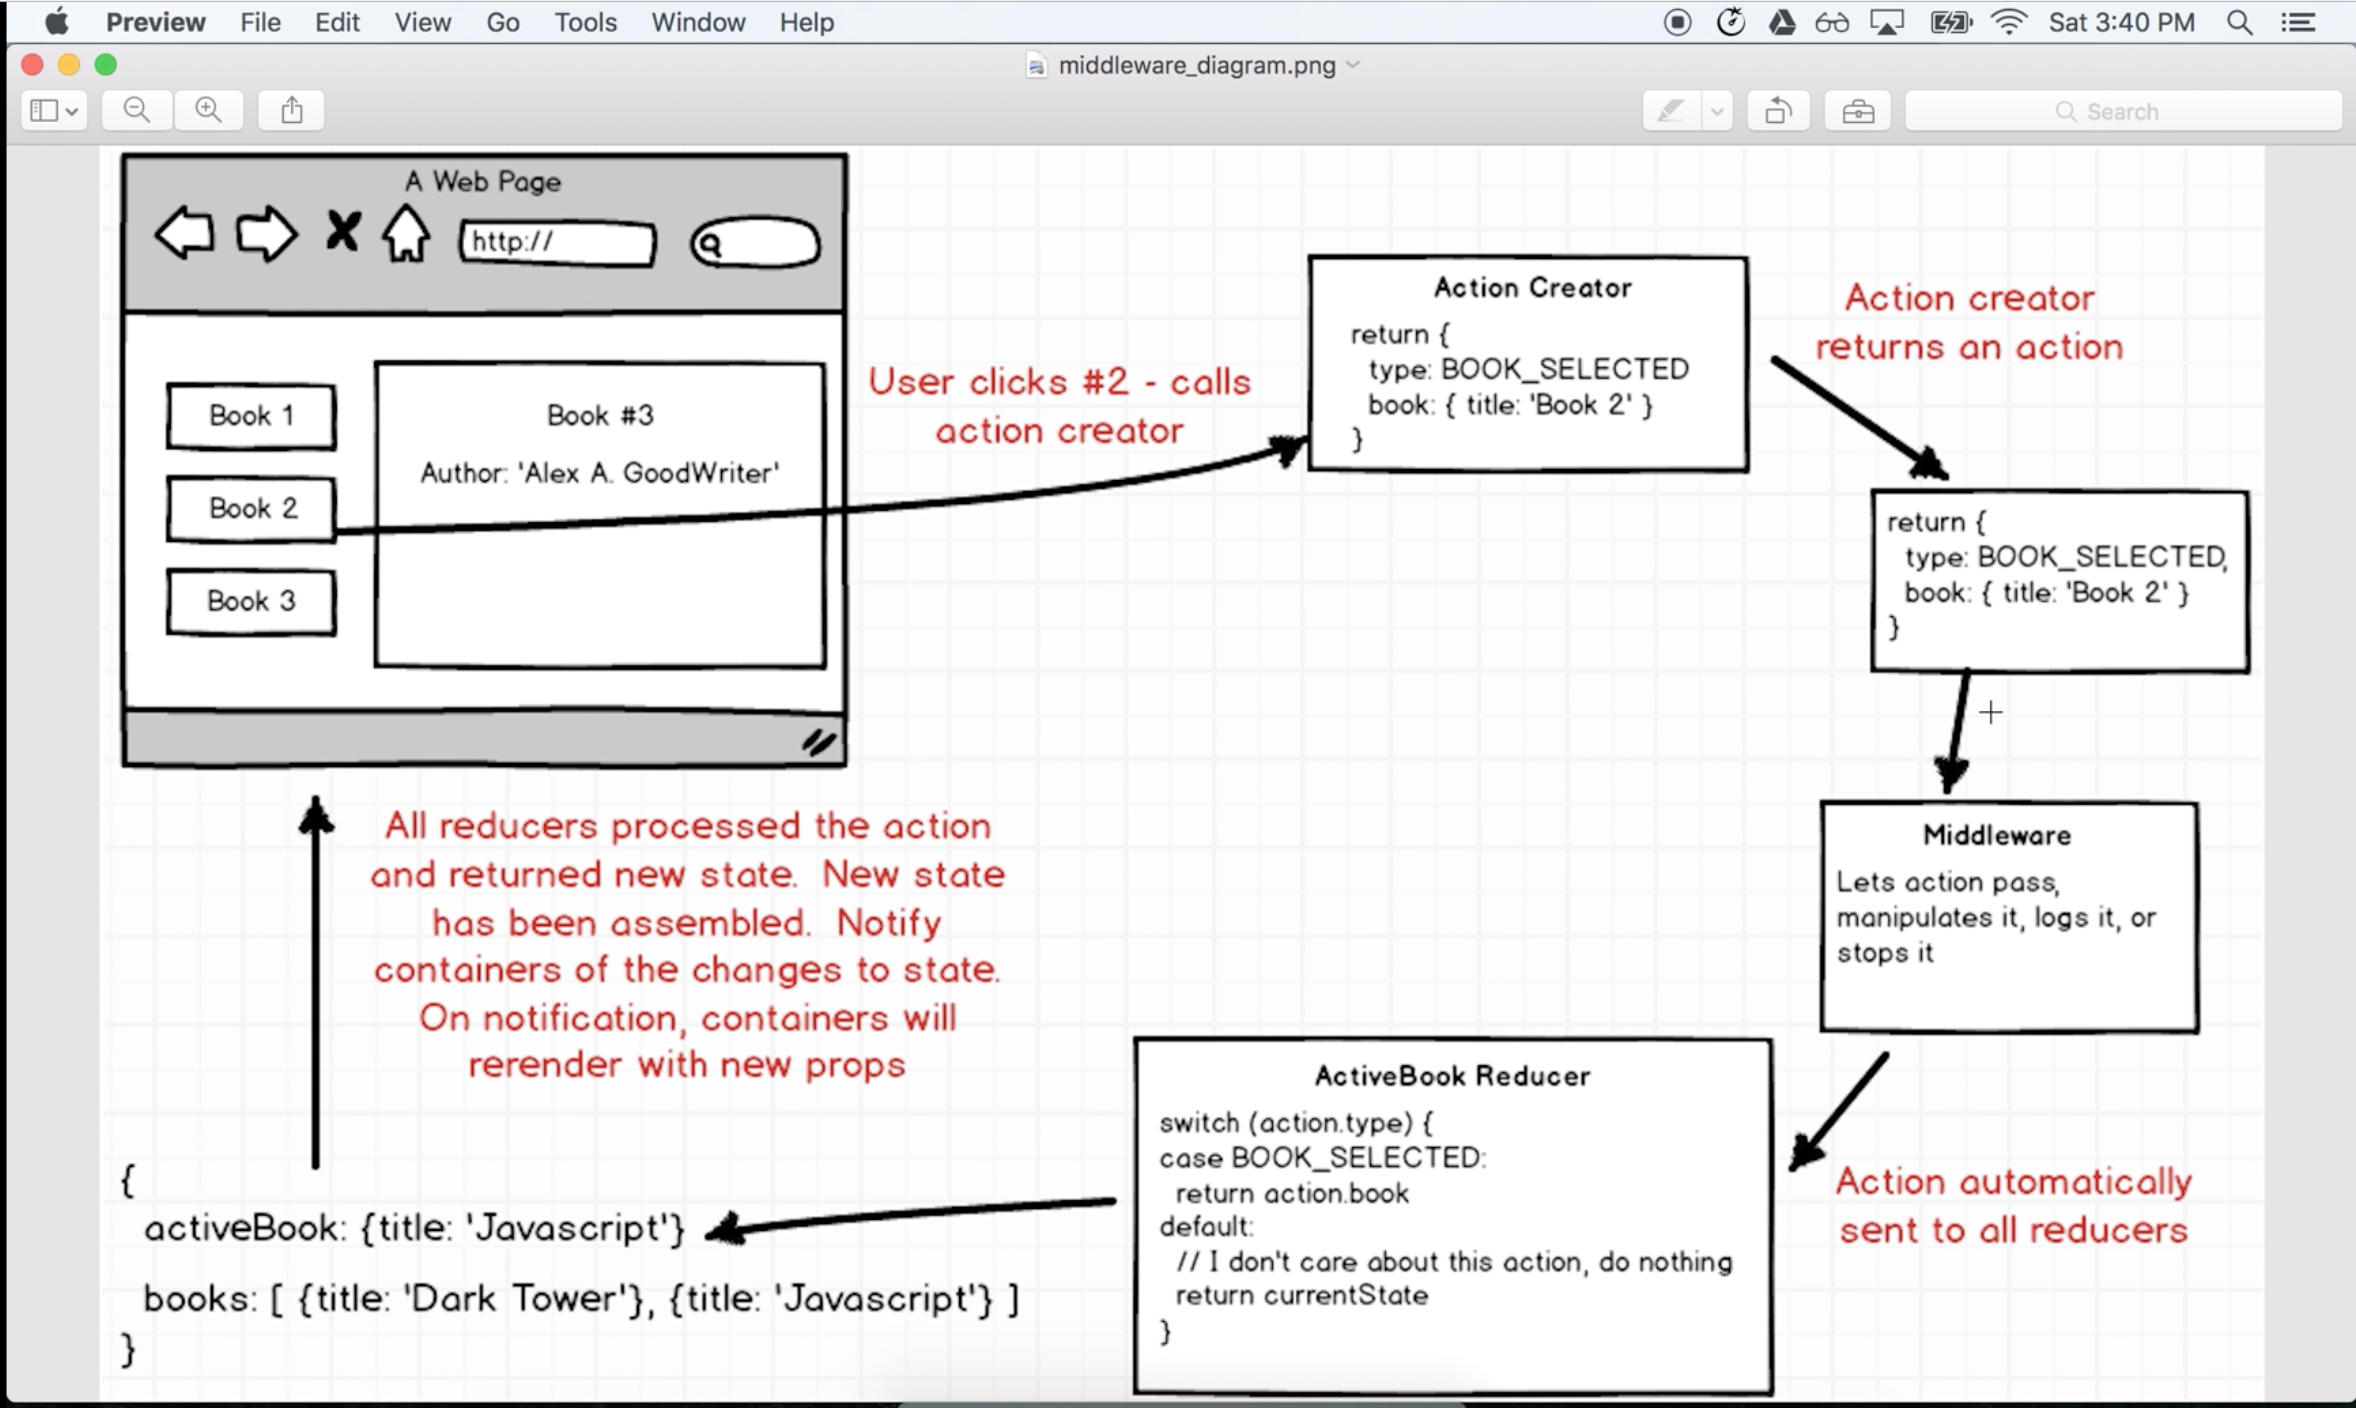 Preview File Edit View Go Tools Window Help Sat 3:40 PM
middleware_diagram.png
Search
A Web Page
http://
Book 1
Book 2
Book 3
Book #3
Author: 'Alex A. GoodWriter'
User clicks #2 - calls
action creator
Action Creator
return {
type: BOOK_SELECTED
book: { title: 'Book 2' }
}
Action creator
returns an action
return {
type: BOOK_SELECTED,
book: { title: 'Book 2' }
}
Middleware
Lets action pass,
manipulates it, logs it, or
stops it
Action automatically
sent to all reducers
ActiveBook Reducer
switch (action.type) {
case BOOK_SELECTED:
return action.book
default:
// I don't care about this action, do nothing
return currentState
}
All reducers processed the action
and returned new state. New state
has been assembled. Notify
containers of the changes to state.
On notification, containers will
rerender with new props
{
activeBook: {title: 'Javascript'}
books: [ {title: 'Dark Tower'}, {title: 'Javascript'} ]
}